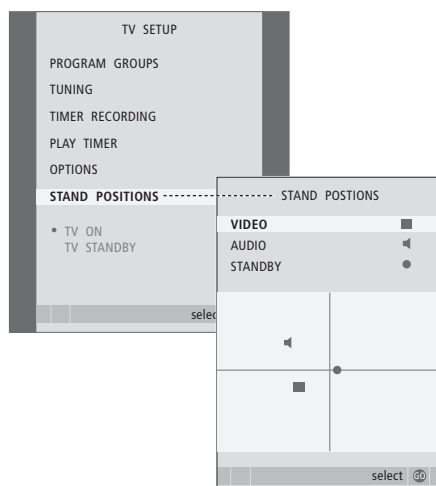 TV SETUP
PROGRAM GROUPS
TUNING
TIMER RECORDING
PLAY TIMER
OPTIONS
STAND POSITIONS
TV ON
TV STANDBY
selec
STAND POSTIONS
VIDEO
AUDIO
STANDBY
select GO